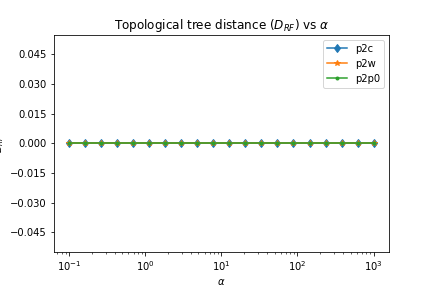 Topological tree distance (D_RF) vs α
p2c
p2w
p2p0
0.045
0.030
0.015
0.000
−0.015
−0.030
−0.045
10⁻¹ 10⁰ 10¹ 10² 10³
α